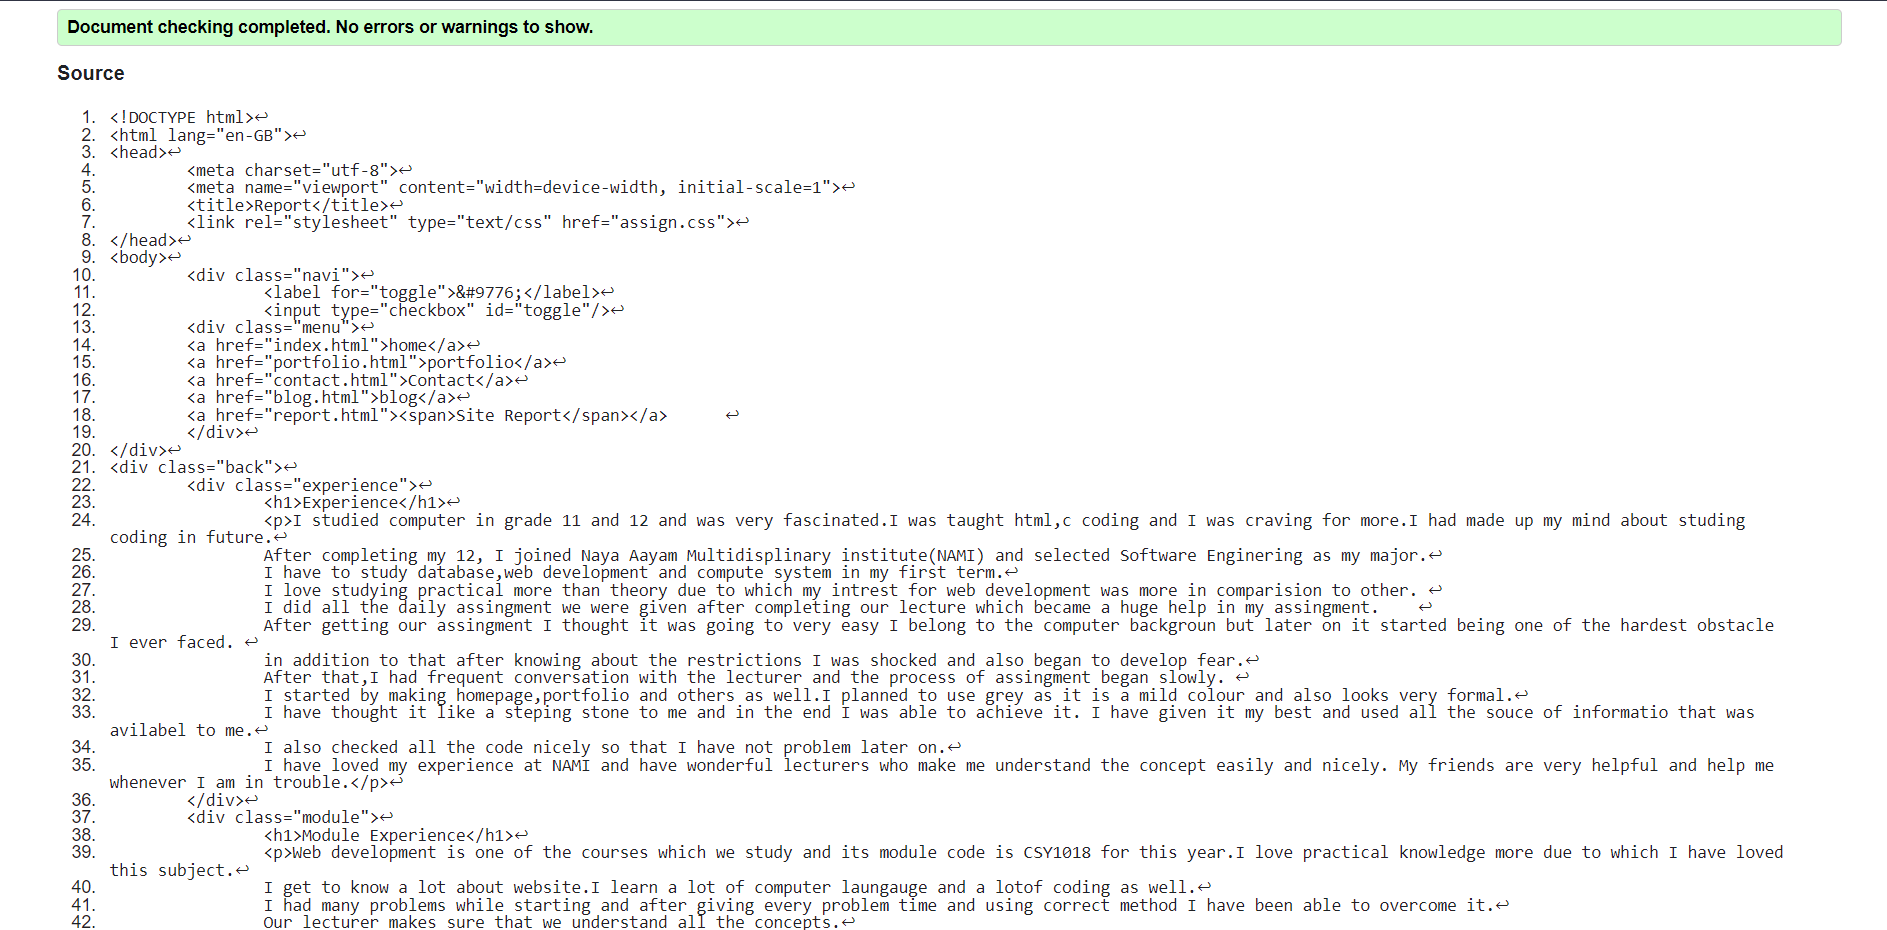 Document checking completed. No errors or warnings to show.
Source
1. <!DOCTYPE html>↩
2. <html lang="en-GB">↩
3. <head>↩
4. <meta charset="utf-8">↩
5. <meta name="viewport" content="width=device-width, initial-scale=1">↩
6. <title>Report</title>↩
7. <link rel="stylesheet" type="text/css" href="assign.css">↩
8. </head>↩
9. <body>↩
10. <div class="navi">↩
11. <label for="toggle">&#9776;</label>↩
12. <input type="checkbox" id="toggle"/>↩
13. <div class="menu">↩
14. <a href="index.html">home</a>↩
15. <a href="portfolio.html">portfolio</a>↩
16. <a href="contact.html">Contact</a>↩
17. <a href="blog.html">blog</a>↩
18. <a href="report.html"><span>Site Report</span></a> ↩
19. </div>↩
20. </div>↩
21. <div class="back">↩
22. <div class="experience">↩
23. <h1>Experience</h1>↩
24. <p>I studied computer in grade 11 and 12 and was very fascinated.I was taught html,c coding and I was craving for more.I had made up my mind about studing
coding in future.↩
25. After completing my 12, I joined Naya Aayam Multidisplinary institute(NAMI) and selected Software Enginering as my major.↩
26. I have to study database,web development and compute system in my first term.↩
27. I love studying practical more than theory due to which my intrest for web development was more in comparision to other. ↩
28. I did all the daily assingment we were given after completing our lecture which became a huge help in my assingment. ↩
29. After getting our assingment I thought it was going to very easy I belong to the computer backgroun but later on it started being one of the hardest obstacle
I ever faced. ↩
30. in addition to that after knowing about the restrictions I was shocked and also began to develop fear.↩
31. After that,I had frequent conversation with the lecturer and the process of assingment began slowly. ↩
32. I started by making homepage,portfolio and others as well.I planned to use grey as it is a mild colour and also looks very formal.↩
33. I have thought it like a steping stone to me and in the end I was able to achieve it. I have given it my best and used all the souce of informatio that was
avilabel to me.↩
34. I also checked all the code nicely so that I have not problem later on.↩
35. I have loved my experience at NAMI and have wonderful lecturers who make me understand the concept easily and nicely. My friends are very helpful and help me
whenever I am in trouble.</p>↩
36. </div>↩
37. <div class="module">↩
38. <h1>Module Experience</h1>↩
39. <p>Web development is one of the courses which we study and its module code is CSY1018 for this year.I love practical knowledge more due to which I have loved
this subject.↩
40. I get to know a lot about website.I learn a lot of computer laungauge and a lotof coding as well.↩
41. I had many problems while starting and after giving every problem time and using correct method I have been able to overcome it.↩
42. Our lecturer makes sure that we understand all the concepts.↩